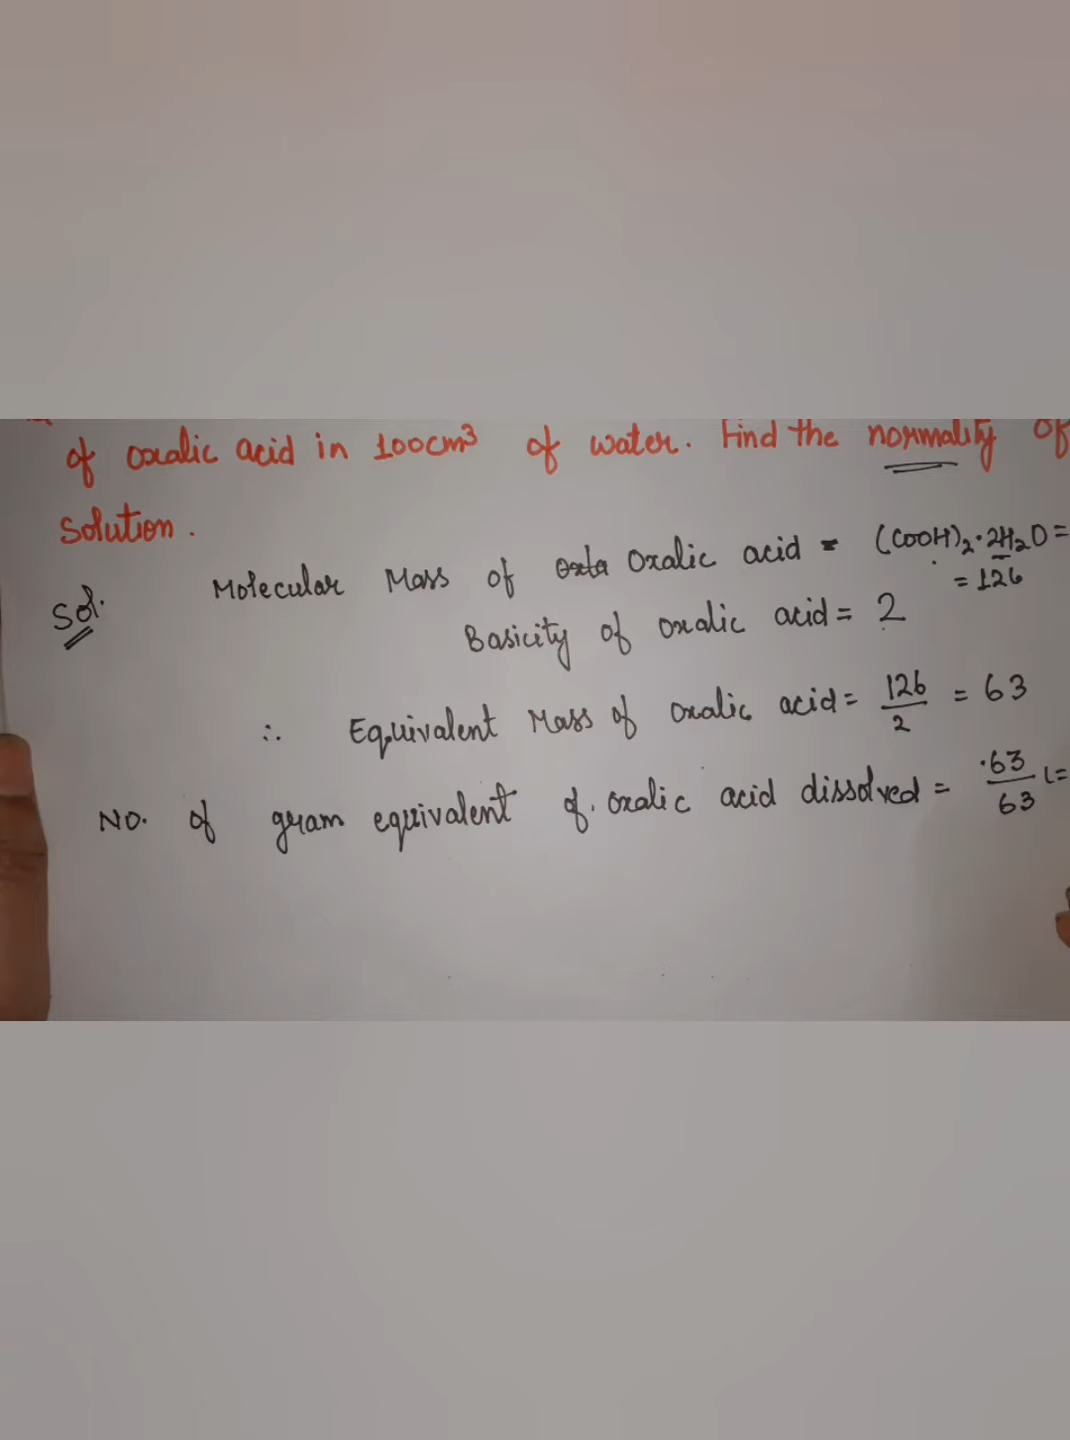 of oxalic acid in 100cm³ of water. Find the normality of
solution.
Sol. Molecular Mass of Oxalic acid = (COOH)₂·2H₂O =
= 126
Basicity of oxalic acid = 2
∴ Equivalent Mass of oxalic acid = 126/2 = 63
No. of gram equivalent of oxalic acid dissolved = .63/63 =